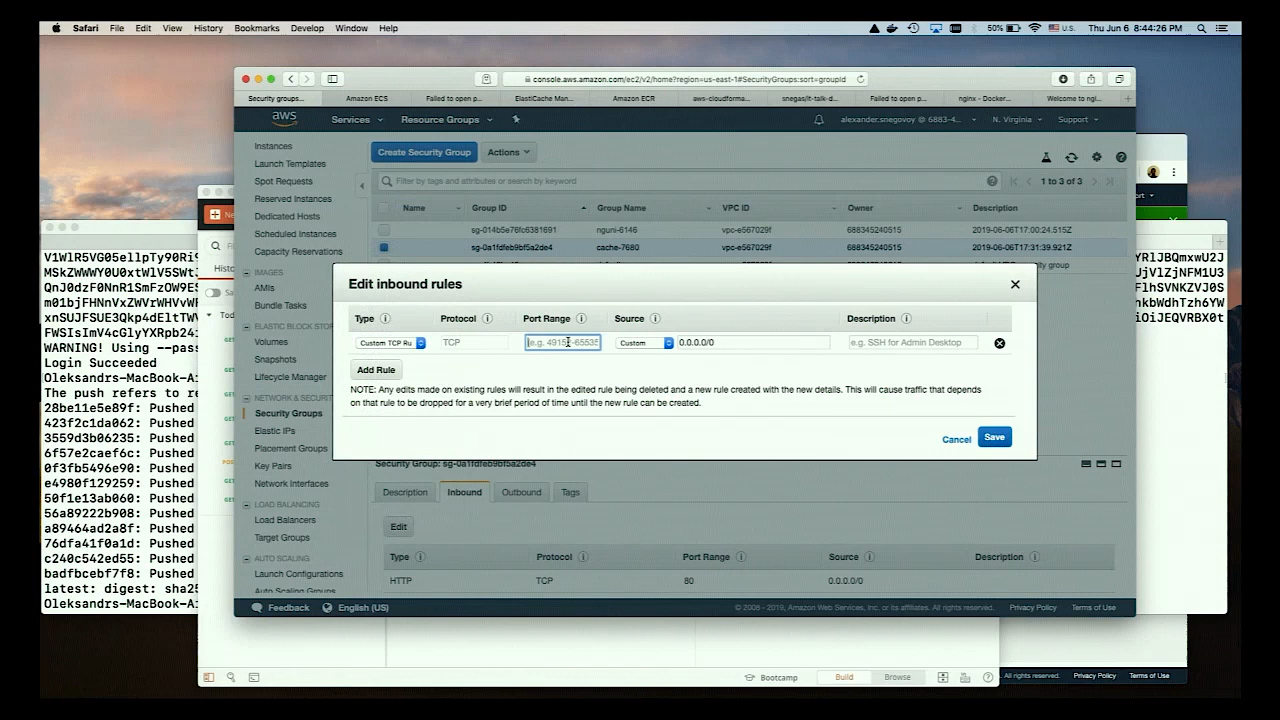 Safari File Edit View History Bookmarks Develop Window Help 50% U.S. Thu Jun 6 8:44:26 PM
console.aws.amazon.com/ec2/v2/home?region=us-east-1#SecurityGroups:sort=groupId
Security groups... Amazon ECS Failed to open p... ElastiCache Man... Amazon ECR aws-cloudforma... snegas/it-talk-d... Failed to open p... nginx - Docker... Welcome to ngi...
aws Services Resource Groups alexander.snegovoy @ 6883-4... N. Virginia Support
Instances
Launch Templates
Spot Requests
Reserved Instances
Dedicated Hosts
Scheduled Instances
Capacity Reservations
IMAGES
AMIs
Bundle Tasks
ELASTIC BLOCK STOR
Volumes
Snapshots
Lifecycle Manager
NETWORK & SECURIT
Security Groups
Elastic IPs
Placement Groups
Key Pairs
Network Interfaces
LOAD BALANCING
Load Balancers
Target Groups
AUTO SCALING
Launch Configurations
Auto Scaling Groups
Create Security Group Actions
Filter by tags and attributes or search by keyword 1 to 3 of 3
Name Group ID Group Name VPC ID Owner Description
sg-014b5e76fc6381691 nguni-6146 vpc-e567029f 688345240515 2019-06-06T17:00:24.515Z
sg-0a1fdfeb9bf5a2de4 cache-7680 vpc-e567029f 688345240515 2019-06-06T17:31:39.921Z
Edit inbound rules
Type Protocol Port Range Source Description
Custom TCP Ru TCP Custom 0.0.0.0/0 e.g. SSH for Admin Desktop
Add Rule
NOTE: Any edits made on existing rules will result in the edited rule being deleted and a new rule created with the new details. This will cause traffic that depends
on that rule to be dropped for a very brief period of time until the new rule can be created.
Cancel Save
Security Group: sg-0a1fdfeb9bf5a2de4
Description Inbound Outbound Tags
Edit
Type Protocol Port Range Source Description
HTTP TCP 80 0.0.0.0/0
Feedback English (US) © 2008 - 2019, Amazon Web Services, Inc. or its affiliates. All rights reserved. Privacy Policy Terms of Use
WARNING! Using --pass
Login Succeeded
Oleksandrs-MacBook-Ai
The push refers to re
28be11e5e89f: Pushed
423f2c1da062: Pushed
3559d3b06235: Pushed
6f57e2caef6c: Pushed
0f3fb5496e90: Pushed
e4980f129259: Pushed
50f1e13ab060: Pushed
56a89222b908: Pushed
a89464ad2a8f: Pushed
76dfa41f0a1d: Pushed
c240c542ed55: Pushed
badfbcebf7f8: Pushed
latest: digest: sha25
Oleksandrs-MacBook-Ai
Bootcamp Build Browse
All rights reserved. Privacy Policy Terms of Use